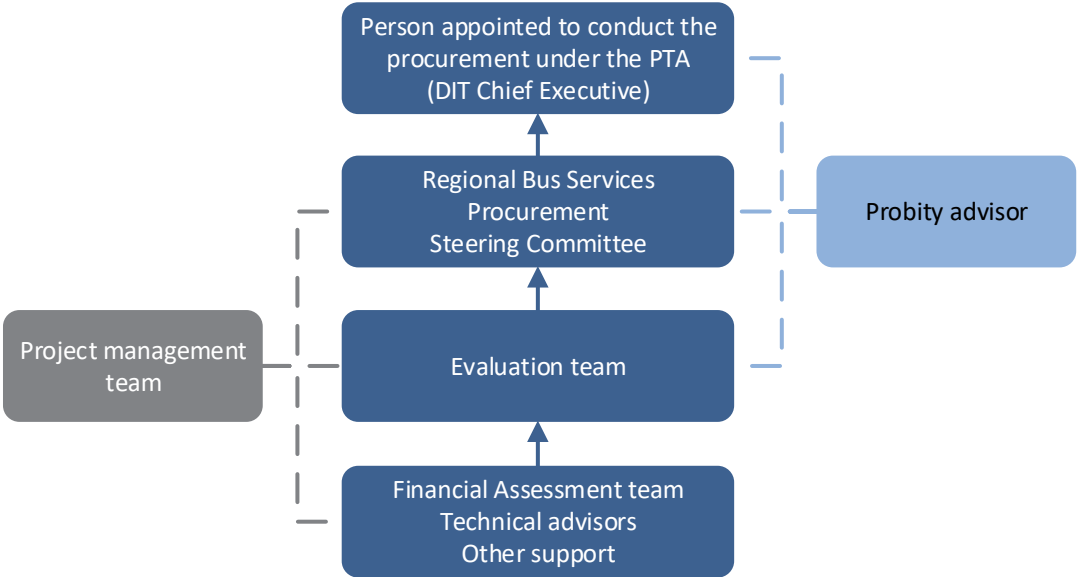 Person appointed to conduct the
procurement under the PTA
(DIT Chief Executive)
Regional Bus Services
Procurement
Steering Committee
Probity advisor
Project management
team
Evaluation team
Financial Assessment team
Technical advisors
Other support